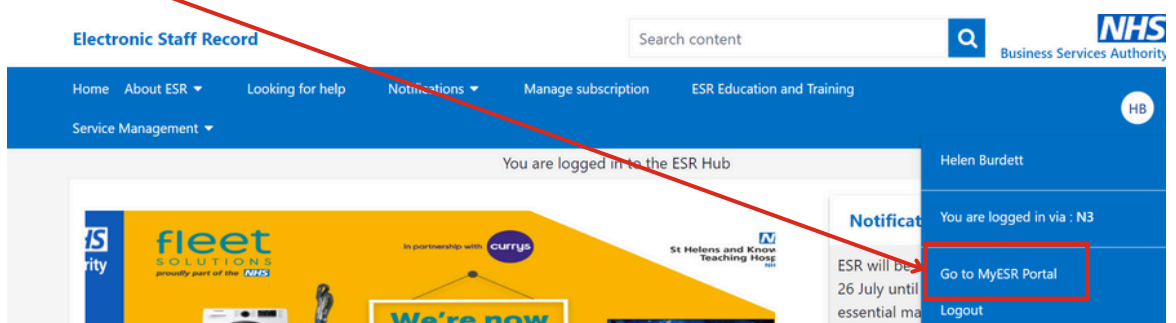 Electronic Staff Record
Search content
NHS
Business Services Authority
Home About ESR Looking for help Notifications Manage subscription ESR Education and Training
HB
Service Management
You are logged in to the ESR Hub
Helen Burdett
You are logged in via : N3
Go to MyESR Portal
Logout
HS
rity
fleet
SOLUTIONS
proudly part of the NHS
in partnership with currys
St Helens and Know
Teaching Hosp
We're now
Notificat
ESR will be
26 July until
essential ma